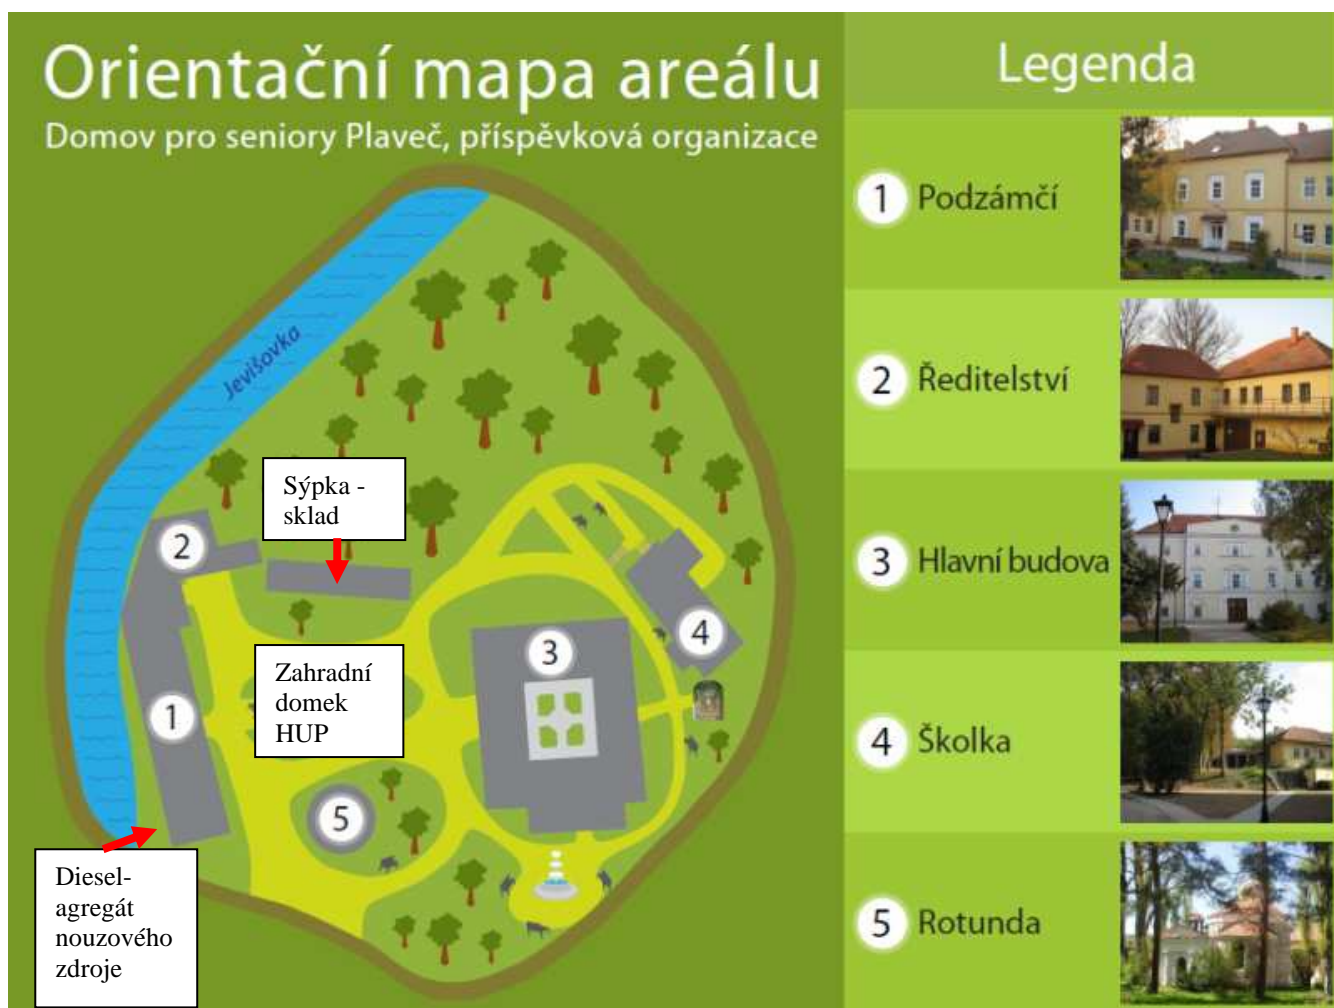 Orientační mapa areálu
Domov pro seniory Plaveč, příspěvková organizace
Jevišovka
Sýpka -
sklad
2
3
4
Zahradní
domek
HUP
1
5
Diesel-
agregát
nouzového
zdroje
Legenda
1 Podzámčí
2 Ředitelství
3 Hlavní budova
4 Školka
5 Rotunda